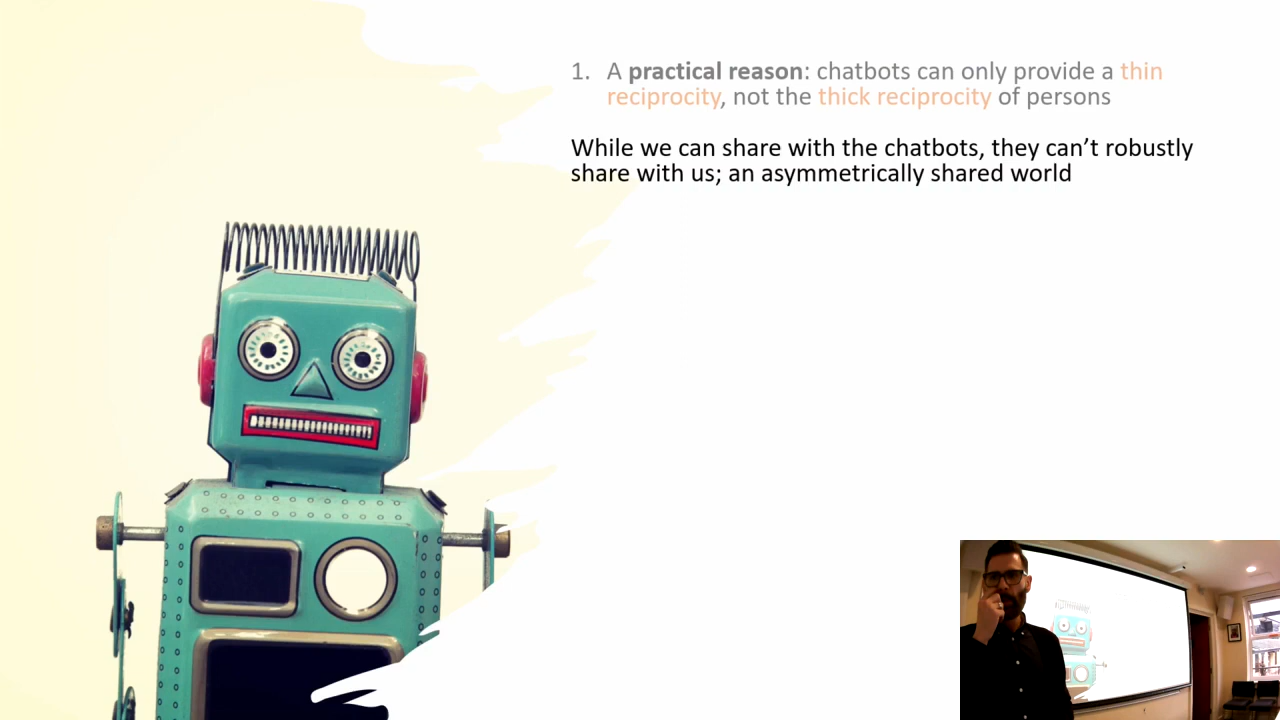 1. A practical reason: chatbots can only provide a thin
reciprocity, not the thick reciprocity of persons
While we can share with the chatbots, they can’t robustly
share with us; an asymmetrically shared world